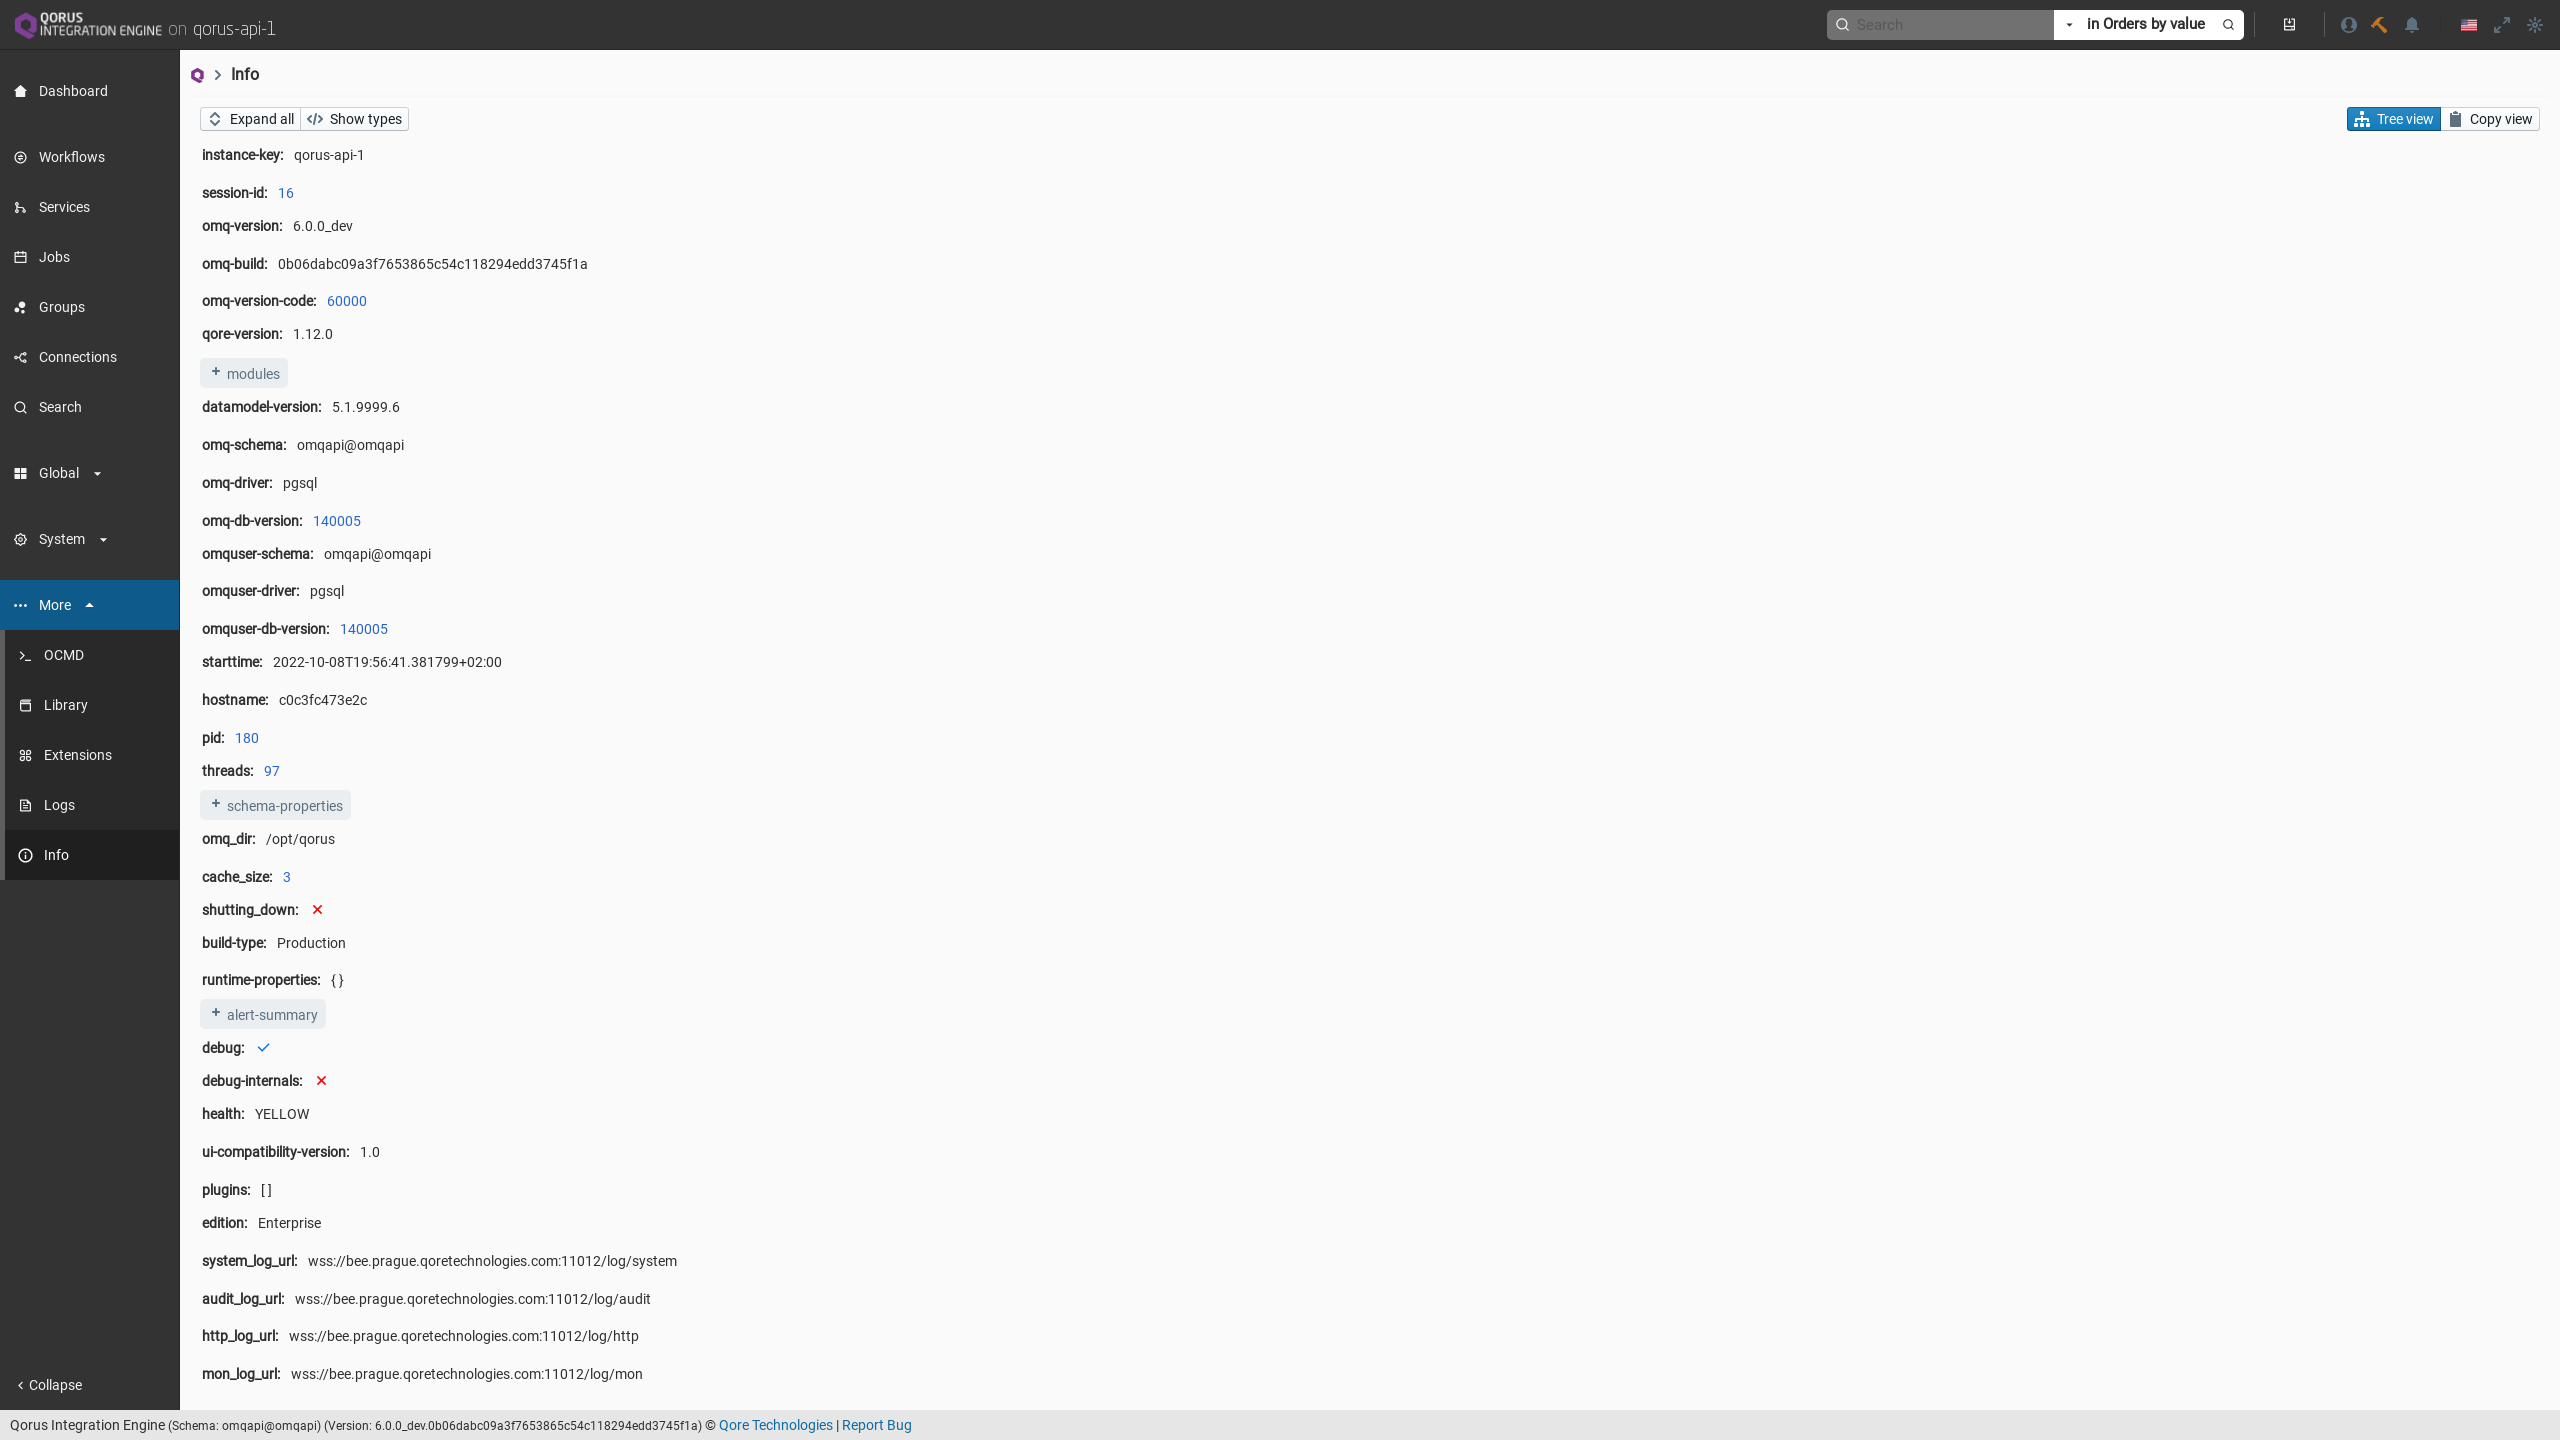 QORUS
INTEGRATION ENGINE on qorus-api-1
Search
in Orders by value
Dashboard
Workflows
Services
Jobs
Groups
Connections
Search
Global
System
More
OCMD
Library
Extensions
Logs
Info
Collapse
Info
Expand all
Show types
Tree view
Copy view
instance-key: qorus-api-1
session-id: 16
omq-version: 6.0.0_dev
omq-build: 0b06dabc09a3f7653865c54c118294edd3745f1a
omq-version-code: 60000
qore-version: 1.12.0
+ modules
datamodel-version: 5.1.9999.6
omq-schema: omqapi@omqapi
omq-driver: pgsql
omq-db-version: 140005
omquser-schema: omqapi@omqapi
omquser-driver: pgsql
omquser-db-version: 140005
starttime: 2022-10-08T19:56:41.381799+02:00
hostname: c0c3fc473e2c
pid: 180
threads: 97
+ schema-properties
omq_dir: /opt/qorus
cache_size: 3
shutting_down:
build-type: Production
runtime-properties: { }
+ alert-summary
debug:
debug-internals:
health: YELLOW
ui-compatibility-version: 1.0
plugins: [ ]
edition: Enterprise
system_log_url: wss://bee.prague.qoretechnologies.com:11012/log/system
audit_log_url: wss://bee.prague.qoretechnologies.com:11012/log/audit
http_log_url: wss://bee.prague.qoretechnologies.com:11012/log/http
mon_log_url: wss://bee.prague.qoretechnologies.com:11012/log/mon
Qorus Integration Engine (Schema: omqapi@omqapi) (Version: 6.0.0_dev.0b06dabc09a3f7653865c54c118294edd3745f1a) © Qore Technologies | Report Bug